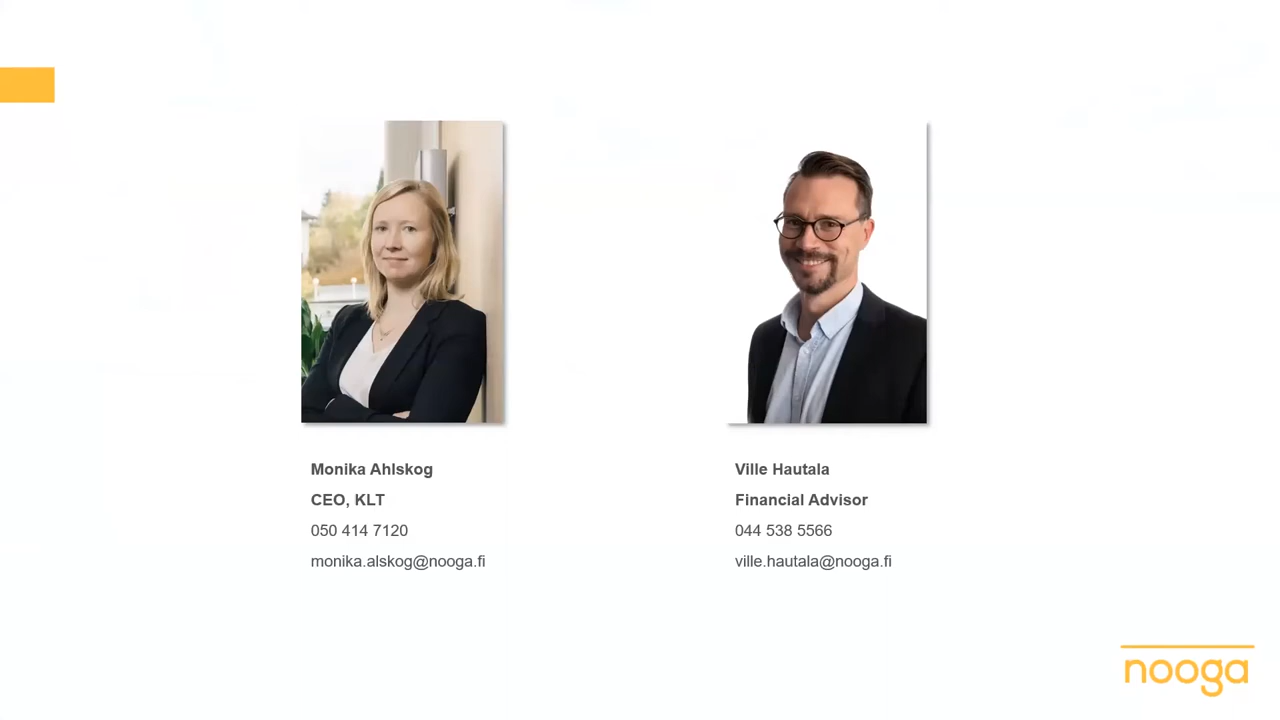 Monika Ahlskog
CEO, KLT
050 414 7120
monika.alskog@nooga.fi
Ville Hautala
Financial Advisor
044 538 5566
ville.hautala@nooga.fi
nooga